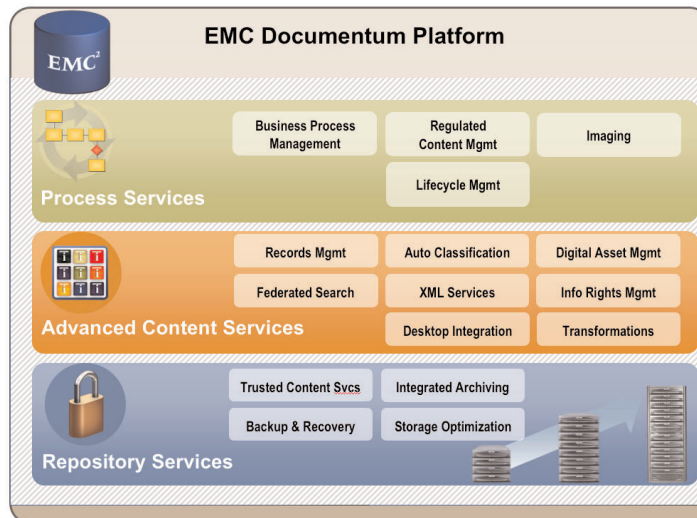 EMC Documentum Platform
EMC²
Business Process
Management
Regulated
Content Mgmt
Imaging
Lifecycle Mgmt
Process Services
Records Mgmt
Auto Classification
Digital Asset Mgmt
Federated Search
XML Services
Info Rights Mgmt
Desktop Integration
Transformations
Advanced Content Services
Trusted Content Svcs
Integrated Archiving
Backup & Recovery
Storage Optimization
Repository Services